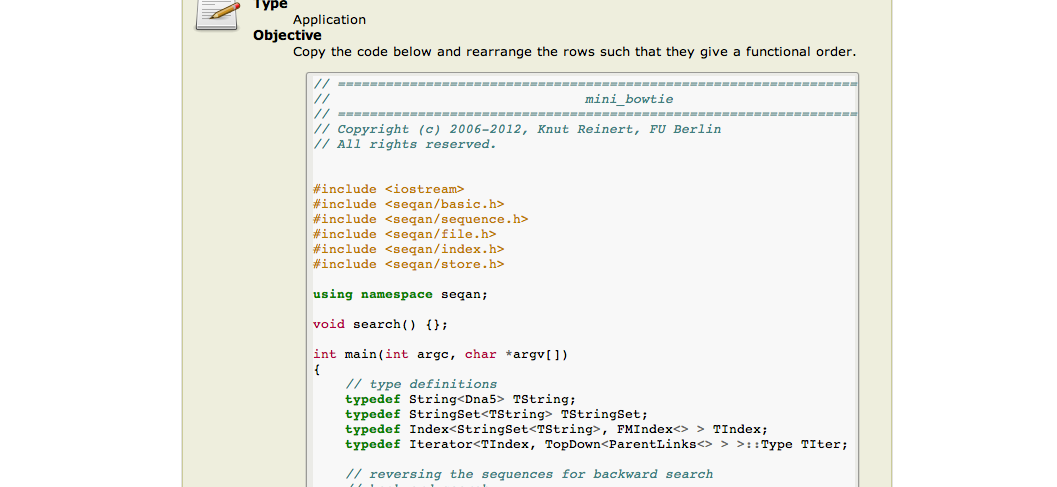 Type
Application
Objective
Copy the code below and rearrange the rows such that they give a functional order.
// ==========================================================================
//                                mini_bowtie
// ==========================================================================
// Copyright (c) 2006-2012, Knut Reinert, FU Berlin
// All rights reserved.
#include <iostream>
#include <seqan/basic.h>
#include <seqan/sequence.h>
#include <seqan/file.h>
#include <seqan/index.h>
#include <seqan/store.h>
using namespace seqan;
void search() {};
int main(int argc, char *argv[])
{
    // type definitions
    typedef String<Dna5> TString;
    typedef StringSet<TString> TStringSet;
    typedef Index<StringSet<TString>, FMIndex<> > TIndex;
    typedef Iterator<TIndex, TopDown<ParentLinks<> > >::Type TIter;
    // reversing the sequences for backward search